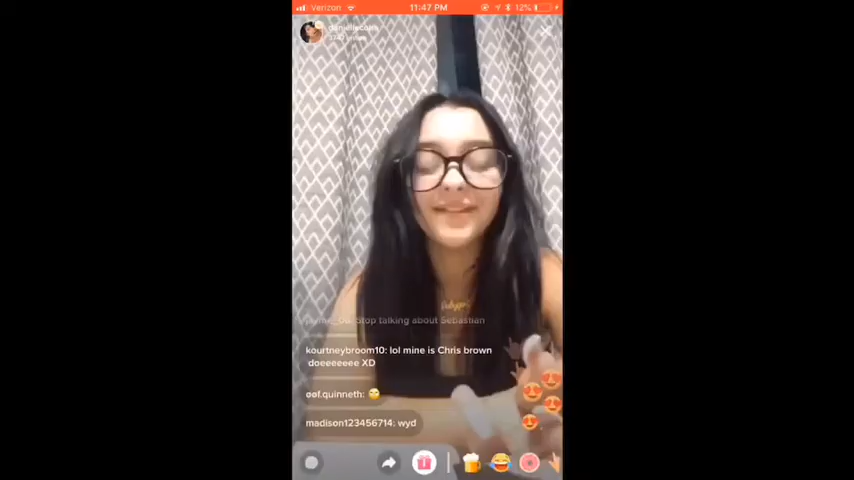 Verizon 11:47 PM 12%
stop talking about Sebastian
kourtneybroom10: lol mine is Chris brown
doeeeeeee XD
oof.quinneth: 🙄
madison123456714: wyd